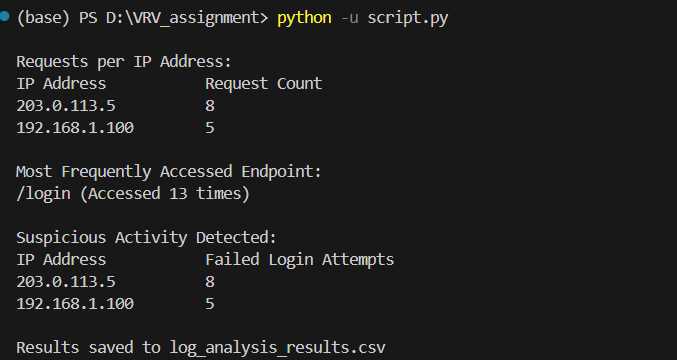 (base) PS D:\VRV_assignment> python -u script.py
Requests per IP Address:
IP Address Request Count
203.0.113.5 8
192.168.1.100 5
Most Frequently Accessed Endpoint:
/login (Accessed 13 times)
Suspicious Activity Detected:
IP Address Failed Login Attempts
203.0.113.5 8
192.168.1.100 5
Results saved to log_analysis_results.csv